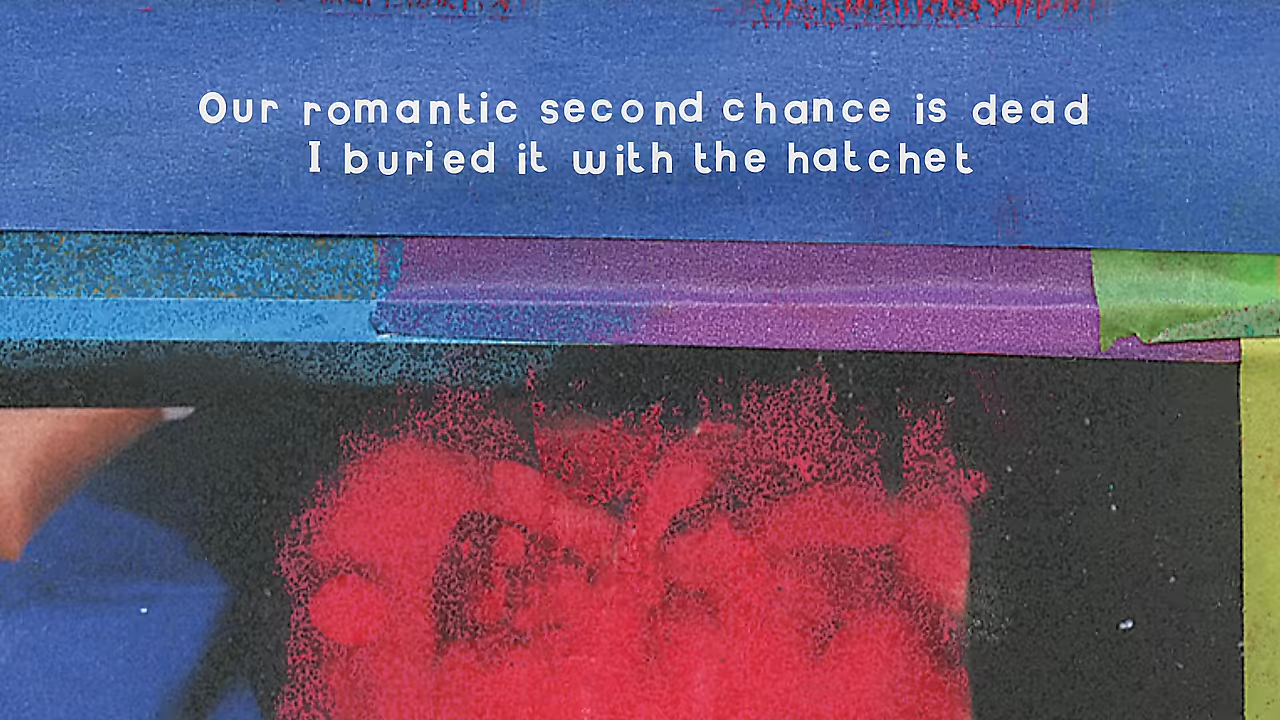 Our romantic second chance is dead
I buried it with the hatchet